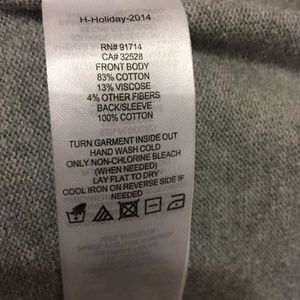 H-Holiday-2014
RN# 91714
CA# 32528
FRONT BODY
83% COTTON
13% VISCOSE
4% OTHER FIBERS
BACK/SLEEVE
100% COTTON
TURN GARMENT INSIDE OUT
HAND WASH COLD
ONLY NON-CHLORINE BLEACH
(WHEN NEEDED)
LAY FLAT TO DRY
COOL IRON ON REVERSE SIDE IF
NEEDED